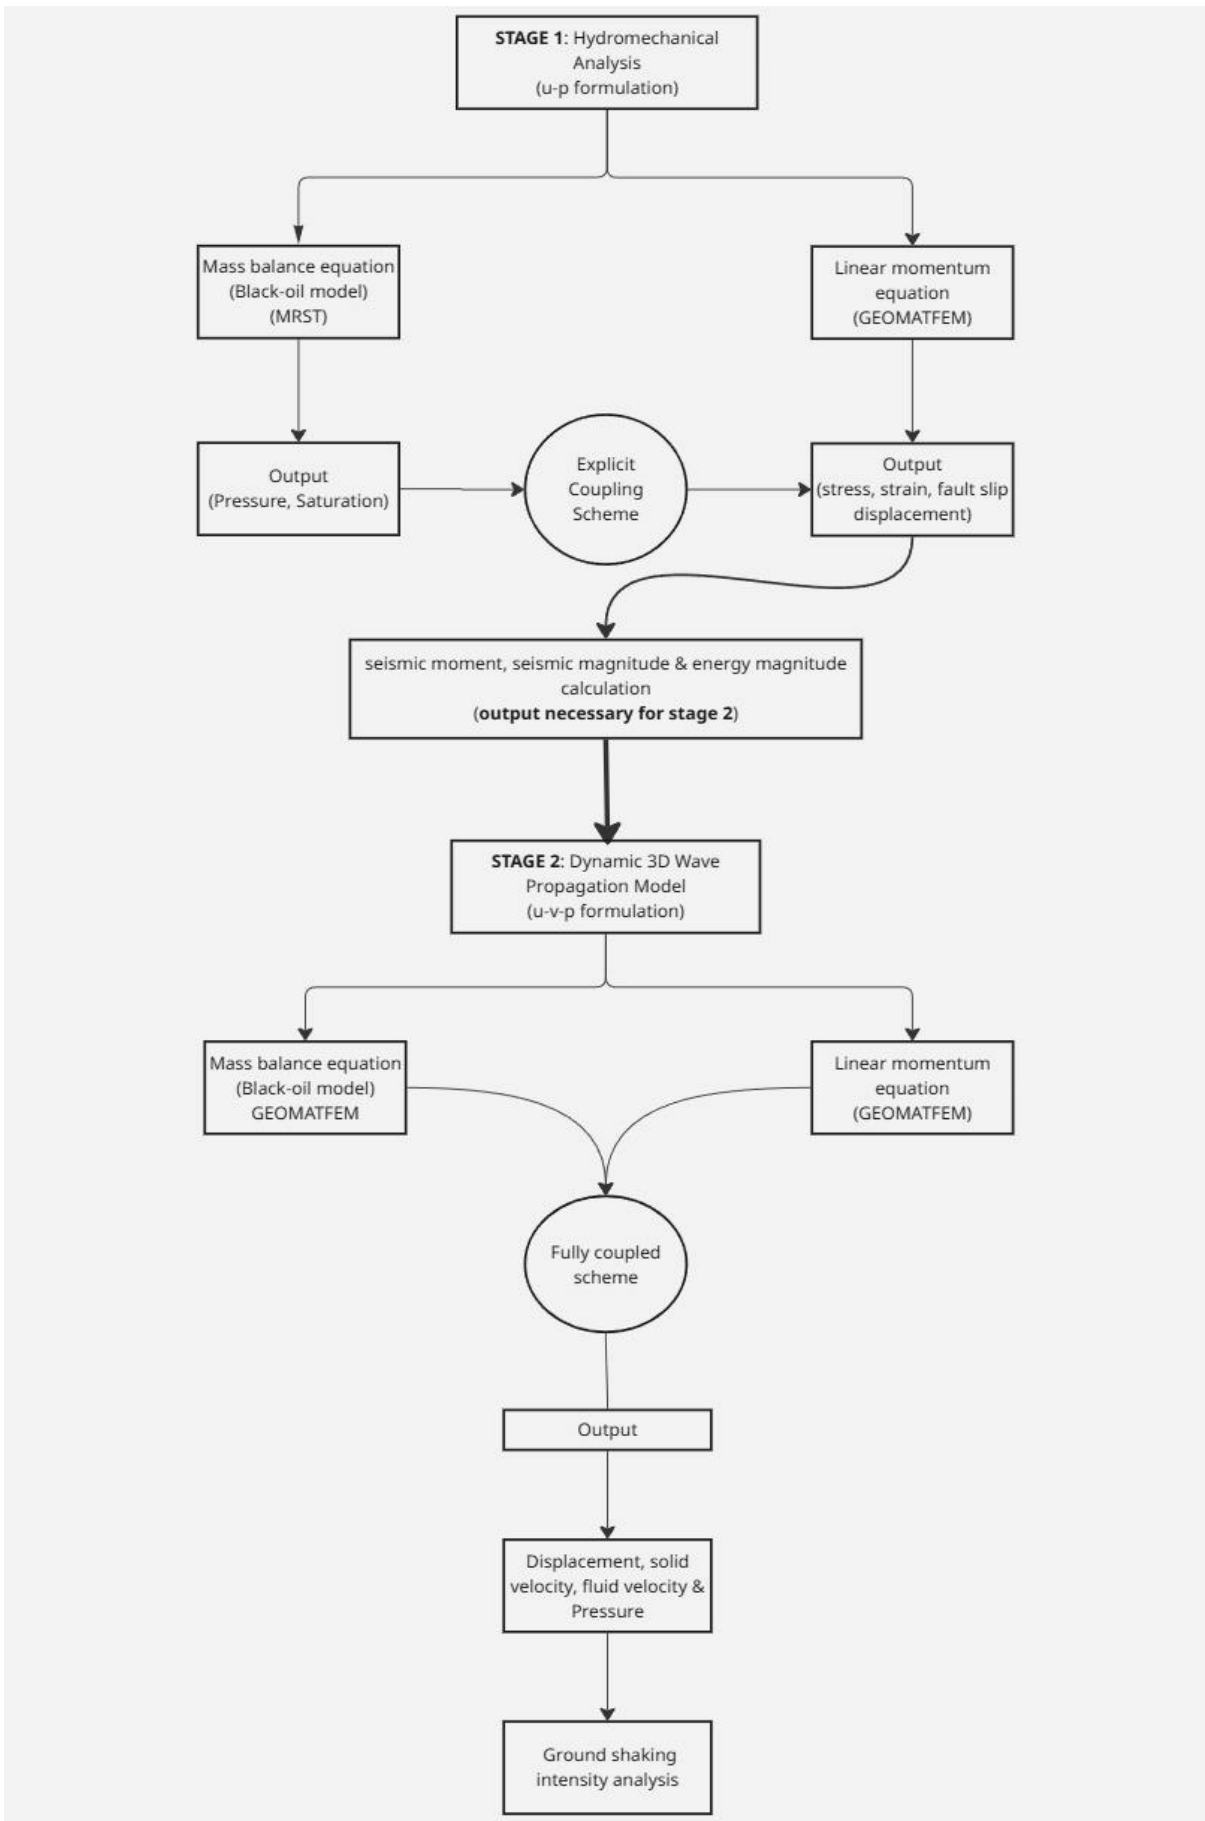 STAGE 1: Hydromechanical
Analysis
(u-p formulation)
Mass balance equation
(Black-oil model)
(MRST)
Linear momentum
equation
(GEOMATFEM)
Output
(Pressure, Saturation)
Explicit
Coupling
Scheme
Output
(stress, strain, fault slip
displacement)
seismic moment, seismic magnitude & energy magnitude
calculation
(output necessary for stage 2)
STAGE 2: Dynamic 3D Wave
Propagation Model
(u-v-p formulation)
Mass balance equation
(Black-oil model)
GEOMATFEM
Linear momentum
equation
(GEOMATFEM)
Fully coupled
scheme
Output
Displacement, solid
velocity, fluid velocity &
Pressure
Ground shaking
intensity analysis